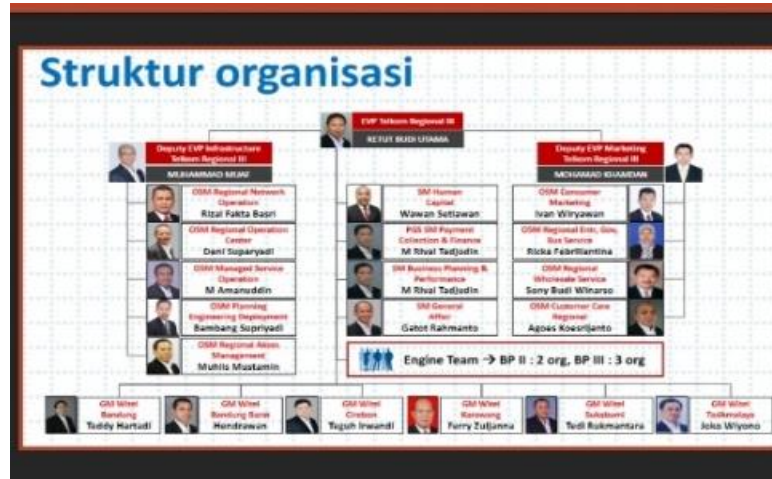 Struktur organisasi
EVP Telkom Regional III
RETUT BUDI UTAMA
Deputy EVP Infrastructure
Telkom Regional III
MUHAMMAD
Deputy EVP Marketing
Telkom Regional III
MOHAMAD KHAMDAN
OSM Regional Network
Operation
Rizal Fakta Basri
OSM Regional Operation
Center
Deni Suparyadi
OSM Managed Service
Operation
M Amanuddin
OSM Planning
Engineering Deployment
Bambang Supriyadi
OSM Regional
Management
Muhlis Mustamin
SM Human
Capital
Wawan Setiawan
PGS SM Payment
Collection & Finance
M Rival Tadjudin
SM Business Planning &
Performance
M Rival Tadjudin
SM General
Affair
Gatot Rahmanto
OSM Consumer
Marketing
Ivan Wiryawan
OSM Regional Entr, Gov,
Bus Service
Ricka Febriliantina
OSM Regional
Wholesale Service
Sony Budi Winarso
OSM Customer Care
Regional
Agoes Koesrijanto
Engine Team → BP II : 2 org, BP III : 3 org
GM Witel
Bandung
Teddy Hartadi
GM Witel
Bandung Barat
Hendrawan
GM Witel
Cirebon
Teguh Irwandi
GM Witel
Karawang
Ferry Zuljanna
GM Witel
Sukabumi
Tedi Rukmantara
GM Witel
Tasikmalaya
Joko Wiyono